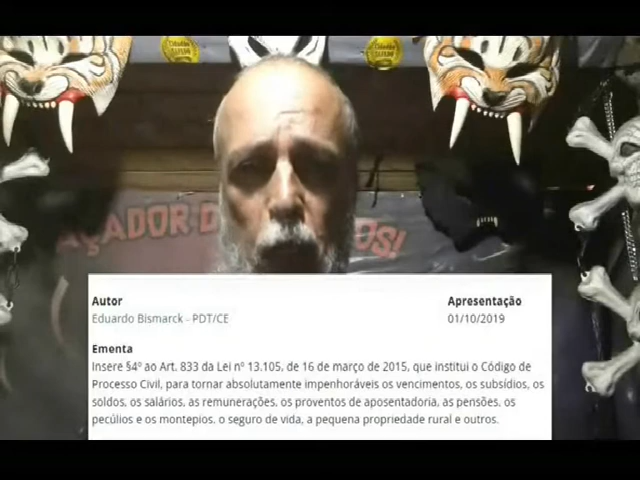 AÇADOR D
OS!
Autor
Apresentação
Eduardo Bismarck - PDT/CE
01/10/2019
Ementa
Insere §4º ao Art. 833 da Lei nº 13.105, de 16 de março de 2015, que institui o Código de
Processo Civil, para tornar absolutamente impenhoráveis os vencimentos, os subsídios, os
soldos, os salários, as remunerações, os proventos de aposentadoria, as pensões, os
pecúlios e os montepios, o seguro de vida, a pequena propriedade rural e outros.